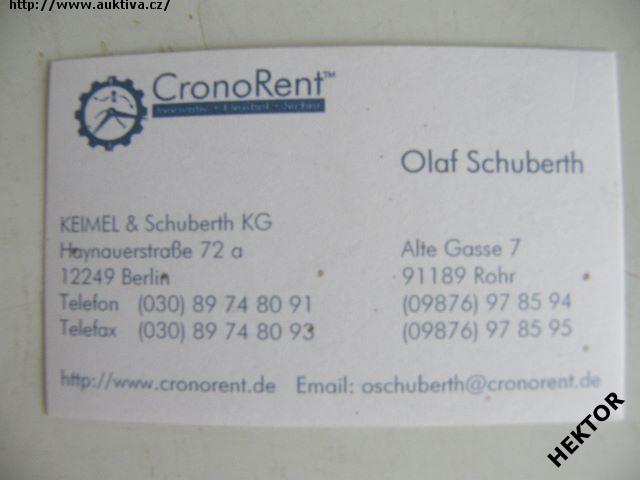 http://www.auktiva.cz/
CronoRent™
Olaf Schuberth
KEIMEL & Schuberth KG
Haynauerstraße 72 a
12249 Berlin
Telefon (030) 89 74 80 91
Telefax (030) 89 74 80 93
Alte Gasse 7
91189 Rohr
(09876) 97 85 94
(09876) 97 85 95
http://www.cronorent.de Email: oschuberth@cronorent.de
HEKTOR